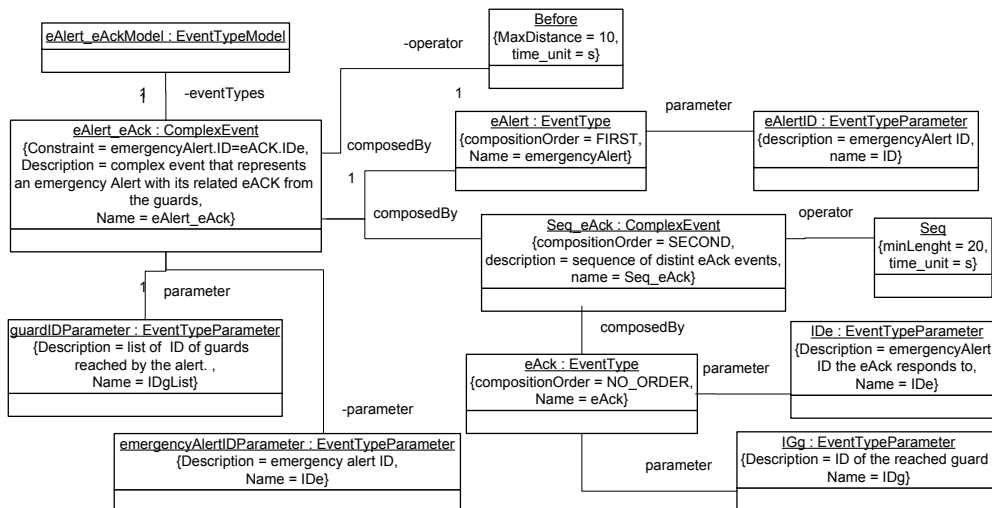 eAlert_eAckModel : EventTypeModel
1
1
-eventTypes
-operator
1
Before
{MaxDistance = 10,
time_unit = s}
eAlert_eAck : ComplexEvent
{Constraint = emergencyAlert.ID=eACK.IDe,
Description = complex event that represents
an emergency Alert with its related eACK from
the guards,
Name = eAlert_eAck}
composedBy
1
composedBy
eAlert : EventType
{compositionOrder = FIRST,
Name = emergencyAlert}
parameter
eAlertID : EventTypeParameter
{description = emergencyAlert ID,
name = ID}
Seq_eAck : ComplexEvent
{compositionOrder = SECOND,
description = sequence of distint eAck events,
name = Seq_eAck}
operator
Seq
{minLenght = 20,
time_unit = s}
1
parameter
guardIDParameter : EventTypeParameter
{Description = list of  ID of guards
reached by the alert. ,
Name = IDgList}
composedBy
eAck : EventType
{compositionOrder = NO_ORDER,
Name = eAck}
parameter
IDe : EventTypeParameter
{Description = emergencyAlert
ID the eAck responds to,
Name = IDe}
-parameter
emergencyAlertIDParameter : EventTypeParameter
{Description = emergency alert ID,
Name = IDe}
parameter
IGg : EventTypeParameter
{Description = ID of the reached guard
Name = IDg}